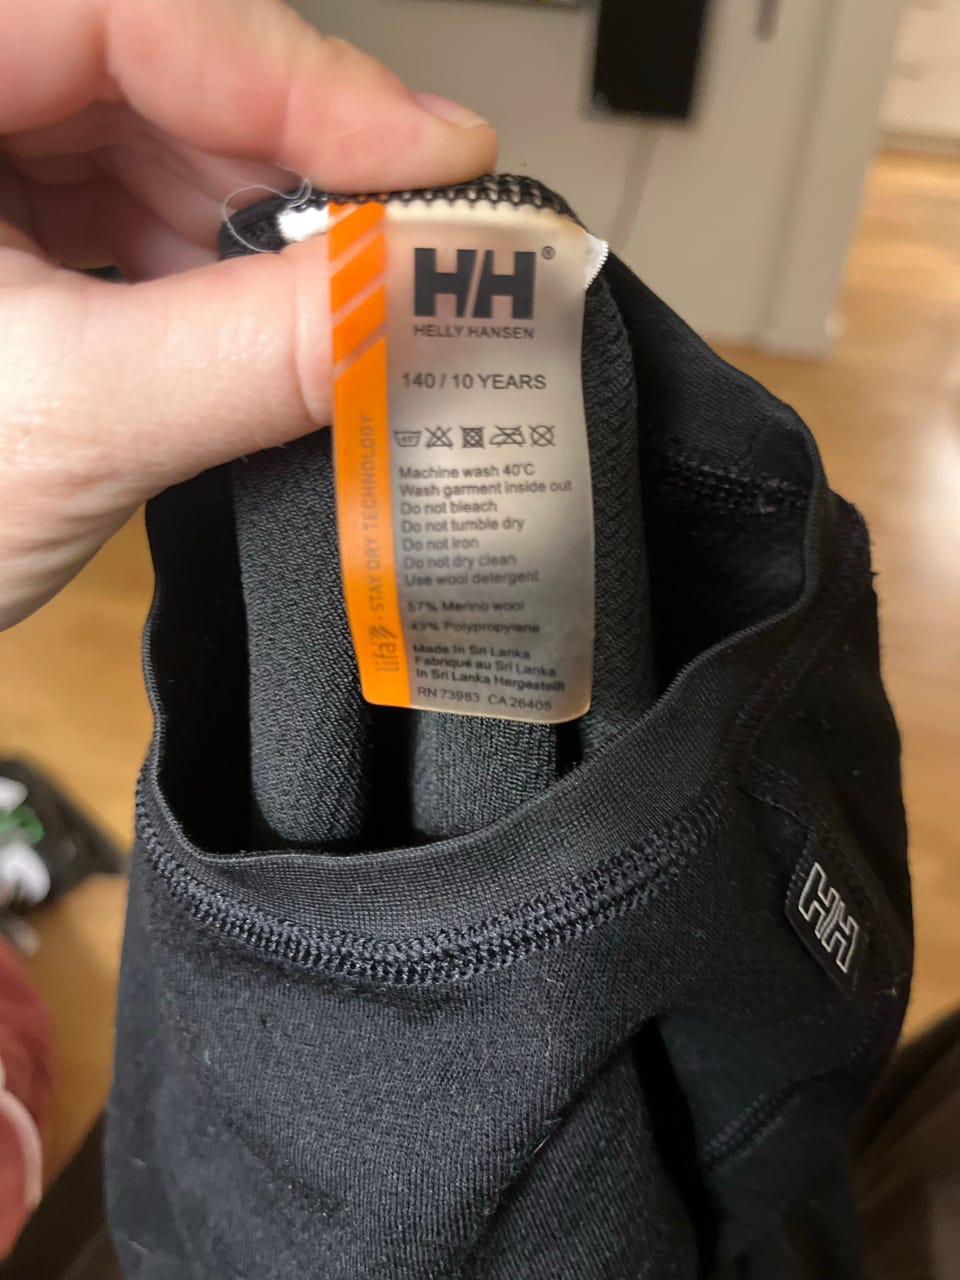 HH®
HELLY HANSEN
140 / 10 YEARS
40°
Machine wash 40°C
Wash garment inside out
Do not bleach
Do not tumble dry
Do not iron
Do not dry clean
Use wool detergent
57% Merino wool
43% Polypropylene
Made In Sri Lanka
Fabriqué au Sri Lanka
In Sri Lanka Hergestellt
RN 73983 CA 26405
lifa - STAY DRY TECHNOLOGY
HH